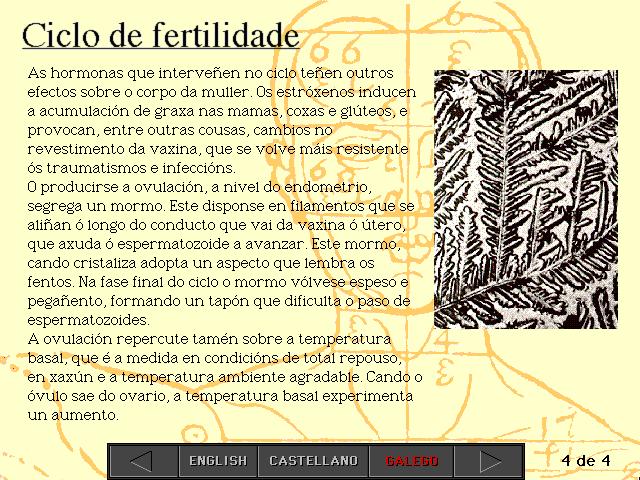 Ciclo de fertilidade
As hormonas que interveñen no ciclo teñen outros
efectos sobre o corpo da muller. Os estróxenos inducen
a acumulación de graxa nas mamas, coxas e glúteos, e
provocan, entre outras cousas, cambios no
revestimento da vaxina, que se volve máis resistente
ós traumatismos e infeccións.
O producirse a ovulación, a nivel do endometrio,
segrega un mormo. Este disponse en filamentos que se
aliñan ó longo do conducto que vai da vaxina ó útero,
que axuda ó espermatozoide a avanzar. Este mormo,
cando cristaliza adopta un aspecto que lembra os
fentos. Na fase final do ciclo o mormo vólvese espeso e
pegañento, formando un tapón que dificulta o paso de
espermatozoides.
A ovulación repercute tamén sobre a temperatura
basal, que é a medida en condicións de total repouso,
en xaxún e a temperatura ambiente agradable. Cando o
óvulo sae do ovario, a temperatura basal experimenta
un aumento.
ENGLISH CASTELLANO GALEGO 4 de 4